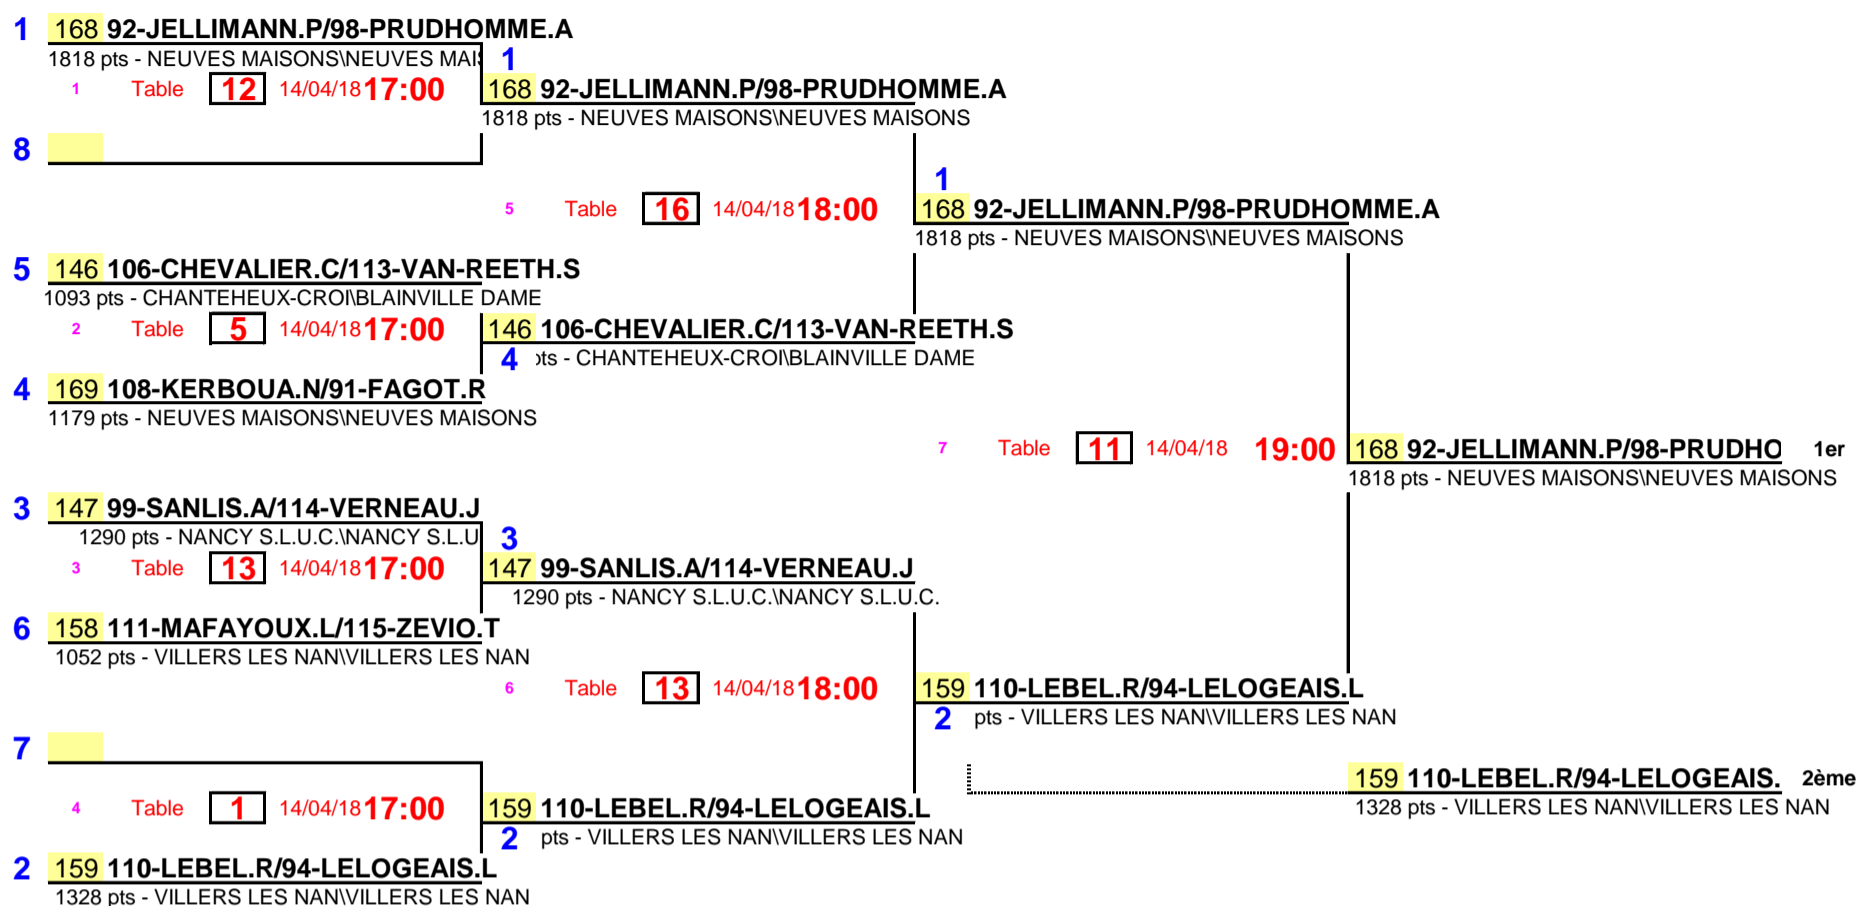 1 168 92-JELLIMANN.P/98-PRUDHOMME.A
1818 pts - NEUVES MAISONS\NEUVES MAIS
1
1 Table 12 14/04/18 17:00
168 92-JELLIMANN.P/98-PRUDHOMME.A
1818 pts - NEUVES MAISONS\NEUVES MAISONS
8
1
5 Table 16 14/04/18 18:00
168 92-JELLIMANN.P/98-PRUDHOMME.A
1818 pts - NEUVES MAISONS\NEUVES MAISONS
5 146 106-CHEVALIER.C/113-VAN-REETH.S
1093 pts - CHANTEHEUX-CROI\BLAINVILLE DAME
2 Table 5 14/04/18 17:00
146 106-CHEVALIER.C/113-VAN-REETH.S
4 pts - CHANTEHEUX-CROI\BLAINVILLE DAME
4 169 108-KERBOUA.N/91-FAGOT.R
1179 pts - NEUVES MAISONS\NEUVES MAISONS
7 Table 11 14/04/18 19:00
168 92-JELLIMANN.P/98-PRUDHO 1er
1818 pts - NEUVES MAISONS\NEUVES MAISONS
3 147 99-SANLIS.A/114-VERNEAU.J
1290 pts - NANCY S.L.U.C.\NANCY S.L.U
3
3 Table 13 14/04/18 17:00
147 99-SANLIS.A/114-VERNEAU.J
1290 pts - NANCY S.L.U.C.\NANCY S.L.U.C.
6 158 111-MAFAYOUX.L/115-ZEVIO.T
1052 pts - VILLERS LES NAN\VILLERS LES NAN
6 Table 13 14/04/18 18:00
159 110-LEBEL.R/94-LELOGEAIS.L
2 pts - VILLERS LES NAN\VILLERS LES NAN
7
159 110-LEBEL.R/94-LELOGEAIS. 2ème
1328 pts - VILLERS LES NAN\VILLERS LES NAN
4 Table 1 14/04/18 17:00
159 110-LEBEL.R/94-LELOGEAIS.L
2 pts - VILLERS LES NAN\VILLERS LES NAN
2 159 110-LEBEL.R/94-LELOGEAIS.L
1328 pts - VILLERS LES NAN\VILLERS LES NAN